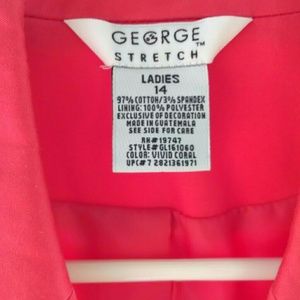 GEORGE™
STRETCH
LADIES
14
97% COTTON/3% SPANDEX
LINING: 100% POLYESTER
EXCLUSIVE OF DECORATION
MADE IN GUATEMALA
SEE SIDE FOR CARE
RN# 19747
STYLE# GL161060
COLOR: VIVID CORAL
UPC# 7 2821361971